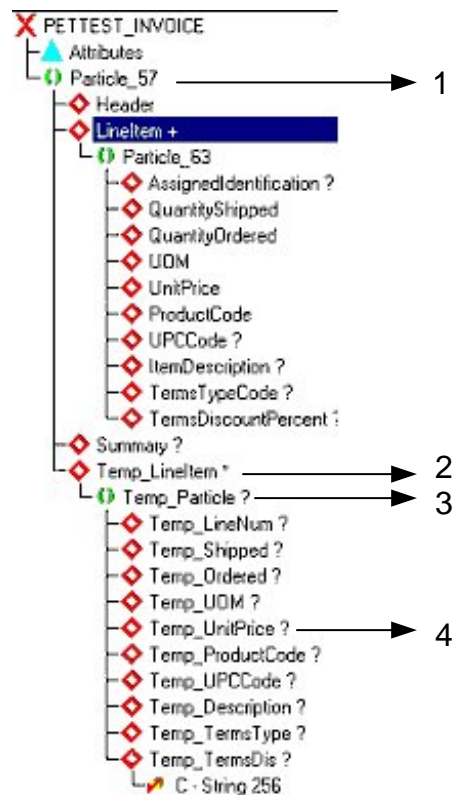 PETTEST_INVOICE
Attributes
Particle_57 1
Header
LineItem +
Particle_63
AssignedIdentification ?
QuantityShipped
QuantityOrdered
UOM
UnitPrice
ProductCode
UPCCode ?
ItemDescription ?
TermsTypeCode ?
TermsDiscountPercent ?
Summary ?
Temp_LineItem * 2
Temp_Particle ? 3
Temp_LineNum ?
Temp_Shipped ?
Temp_Ordered ?
Temp_UOM ?
Temp_UnitPrice ? 4
Temp_ProductCode ?
Temp_UPCCode ?
Temp_Description ?
Temp_TermsType ?
Temp_TermsDis ?
C - String 256